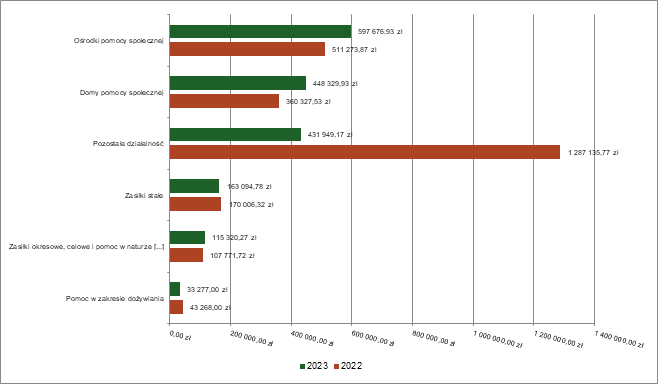 Ośrodki pomocy społecznej
597 676,93 zł
511 273,87 zł
Domy pomocy społecznej
448 329,93 zł
360 327,53 zł
Pozostała działalność
431 949,17 zł
1 287 135,77 zł
Zasiłki stałe
163 094,78 zł
170 006,32 zł
Zasiłki okresowe, celowe i pomoc w naturze [...]
115 320,27 zł
107 771,72 zł
Pomoc w zakresie dożywiania
33 277,00 zł
43 268,00 zł
0,00 zł
200 000,00 zł
400 000,00 zł
600 000,00 zł
800 000,00 zł
1 000 000,00 zł
1 200 000,00 zł
1 400 000,00 zł
2023
2022